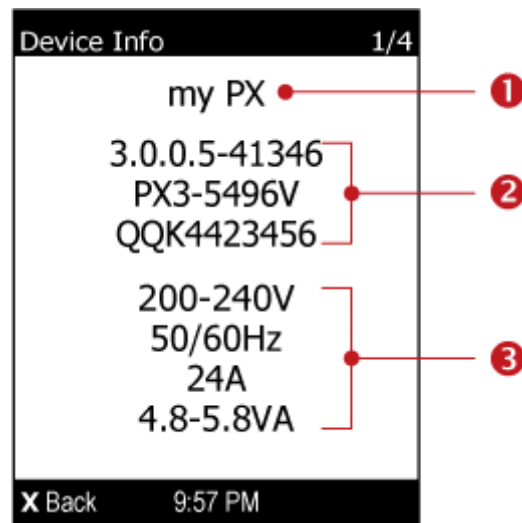 Device Info 1/4
my PX
1
3.0.0.5-41346
PX3-5496V
QQK4423456
2
200-240V
50/60Hz
24A
4.8-5.8VA
3
X Back 9:57 PM